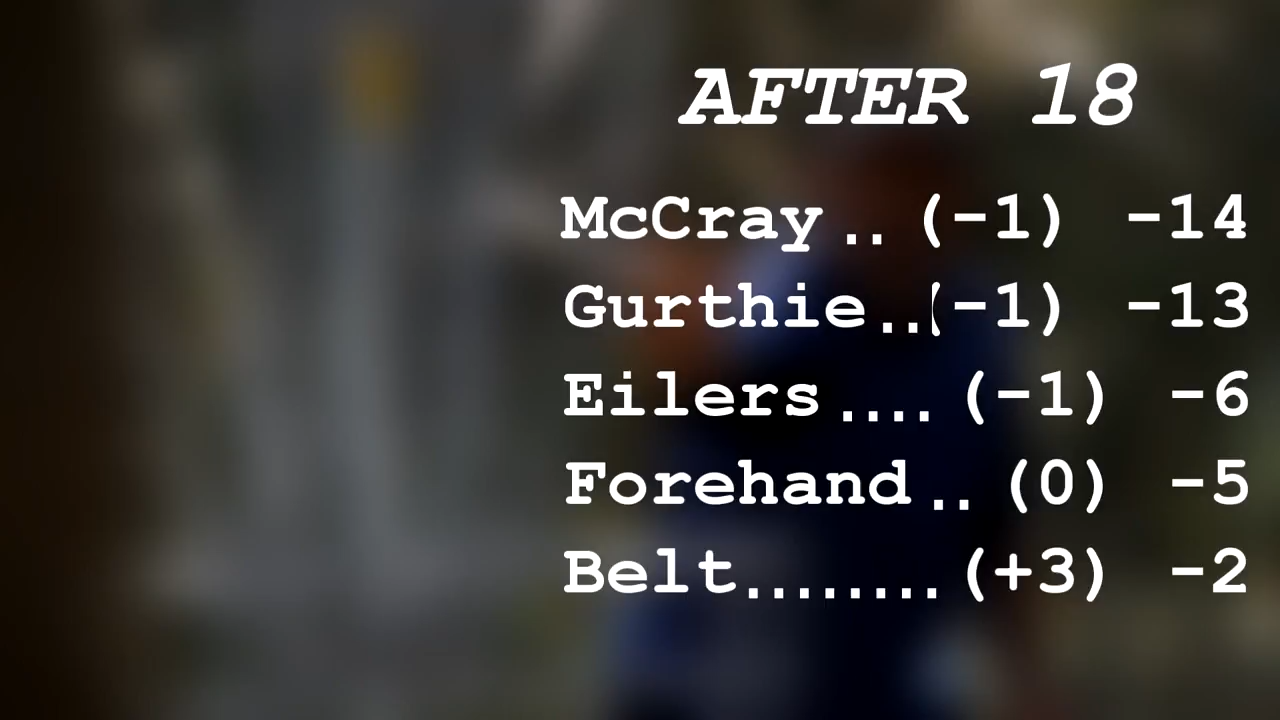 AFTER 18
McCray .. (-1) -14
Gurthie ..(-1) -13
Eilers .... (-1) -6
Forehand .. (0) -5
Belt........ (+3) -2